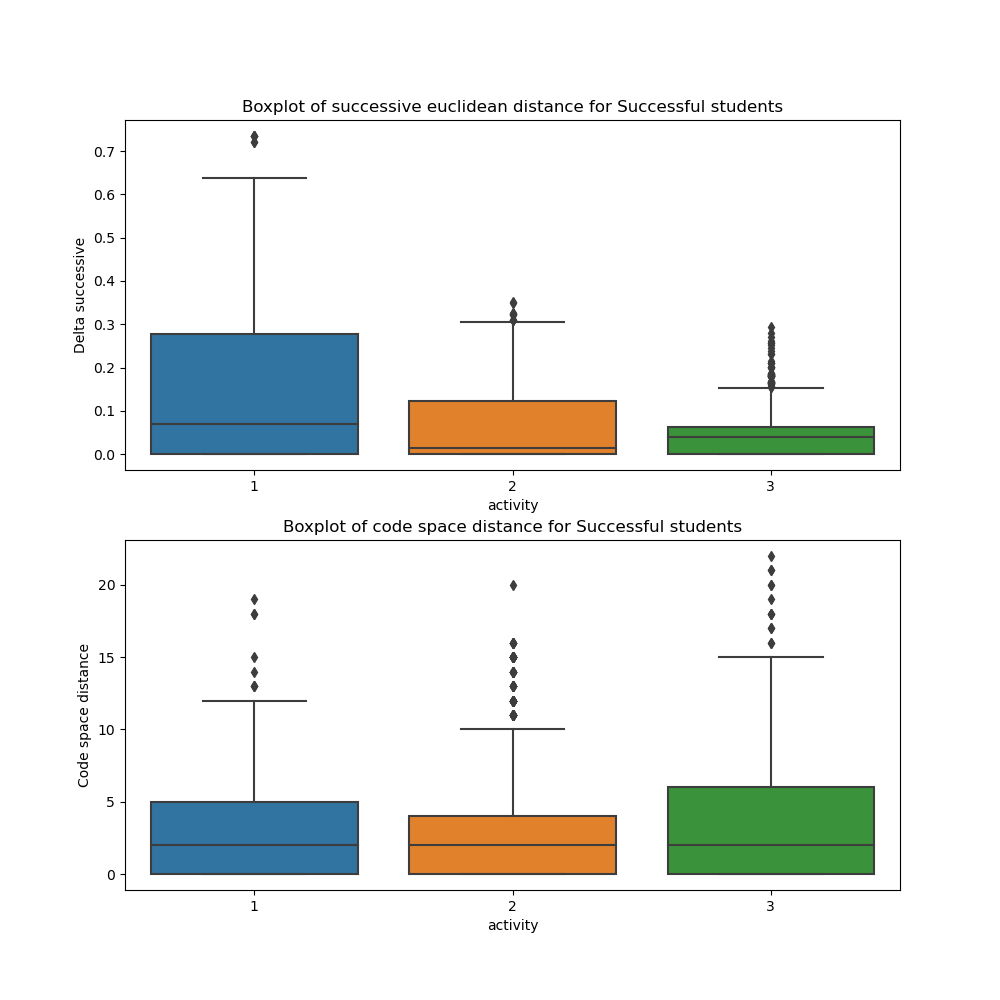 Boxplot of successive euclidean distance for Successful students
Delta successive
0.7
0.6
0.5
0.4
0.3
0.2
0.1
0.0
1 2 3
activity
Boxplot of code space distance for Successful students
Code space distance
20
15
10
5
0
1 2 3
activity